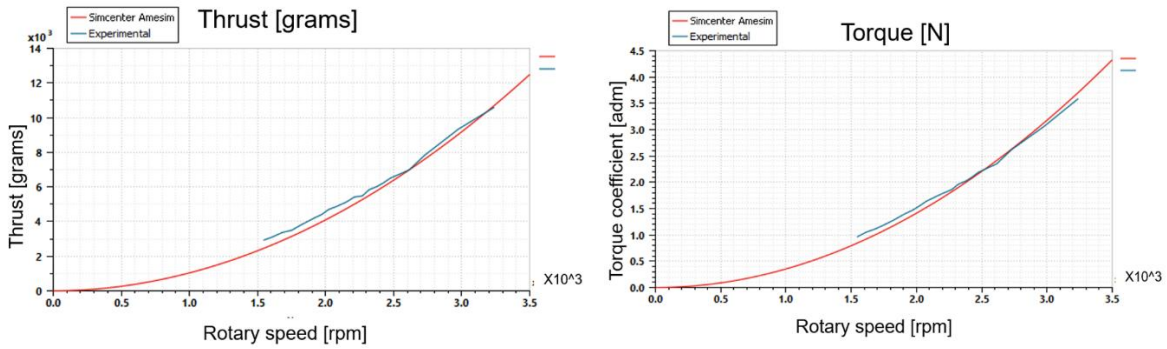 Simcenter Amesim
Experimental
Thrust [grams]
x10³
14
12
10
8
6
4
2
0
Thrust [grams]
0.0 0.5 1.0 1.5 2.0 2.5 3.0 3.5
X10^3
Rotary speed [rpm]
Simcenter Amesim
Experimental
Torque [N]
4.5
4.0
3.5
3.0
2.5
2.0
1.5
1.0
0.5
0.0
Torque coefficient [adm]
0.0 0.5 1.0 1.5 2.0 2.5 3.0 3.5
X10^3
Rotary speed [rpm]